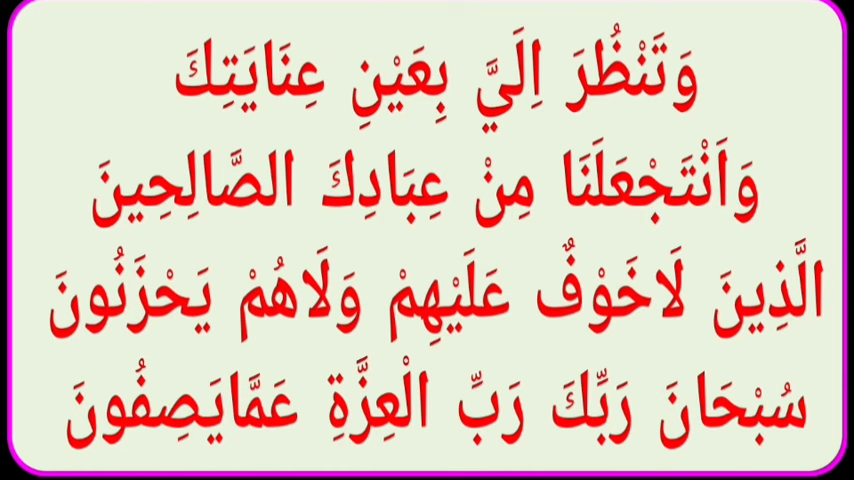 وَتَنْظُرَ اِلَيَّ بِعَيْنِ عِنَايَتِكَ
وَاَنْتَجْعَلَنَا مِنْ عِبَادِكَ الصَّالِحِينَ
الَّذِينَ لَاخَوْفٌ عَلَيْهِمْ وَلَاهُمْ يَحْزَنُونَ
سُبْحَانَ رَبِّكَ رَبِّ الْعِزَّةِ عَمَّايَصِفُونَ